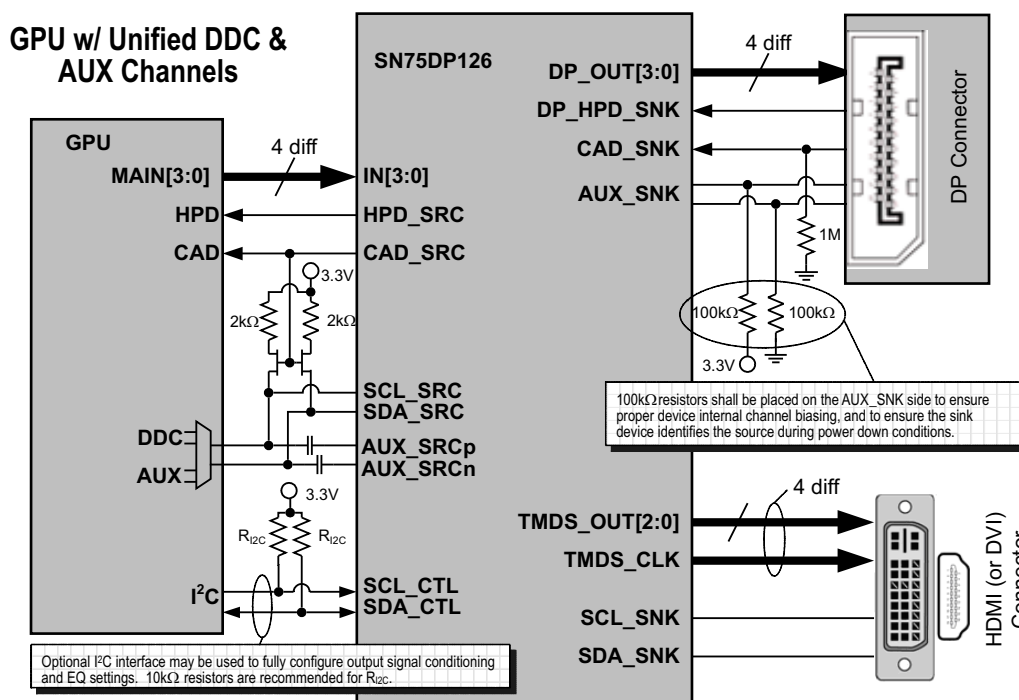 GPU w/ Unified DDC &
AUX Channels
SN75DP126
GPU
MAIN[3:0]
HPD
CAD
4 diff
IN[3:0]
HPD_SRC
CAD_SRC
3.3V
2kΩ
2kΩ
SCL_SRC
SDA_SRC
DDC
AUX
AUX_SRCp
AUX_SRCn
3.3V
RI2C
RI2C
I²C
SCL_CTL
SDA_CTL
Optional I²C interface may be used to fully configure output signal conditioning
and EQ settings. 10kΩ resistors are recommended for RI2C.
DP_OUT[3:0]
DP_HPD_SNK
CAD_SNK
AUX_SNK
4 diff
DP Connector
1M
100kΩ
100kΩ
3.3V
100kΩ resistors shall be placed on the AUX_SNK side to ensure
proper device internal channel biasing, and to ensure the sink
device identifies the source during power down conditions.
4 diff
TMDS_OUT[2:0]
TMDS_CLK
SCL_SNK
SDA_SNK
HDMI (or DVI)
Connector